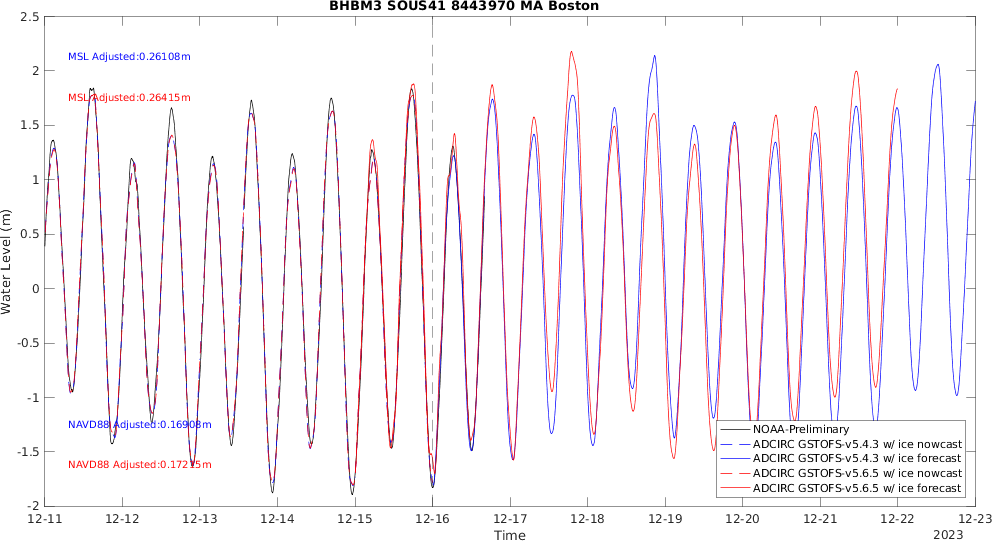 BHBM3 SOUS41 8443970 MA Boston
2.5
2
1.5
1
0.5
0
-0.5
-1
-1.5
-2
Water Level (m)
MSL Adjusted:0.26108m
MSL Adjusted:0.26415m
NAVD88 Adjusted:0.16908m
NAVD88 Adjusted:0.17215m
NOAA-Preliminary
ADCIRC GSTOFS-v5.4.3 w/ ice nowcast
ADCIRC GSTOFS-v5.4.3 w/ ice forecast
ADCIRC GSTOFS-v5.6.5 w/ ice nowcast
ADCIRC GSTOFS-v5.6.5 w/ ice forecast
12-11 12-12 12-13 12-14 12-15 12-16 12-17 12-18 12-19 12-20 12-21 12-22 12-23
Time
2023